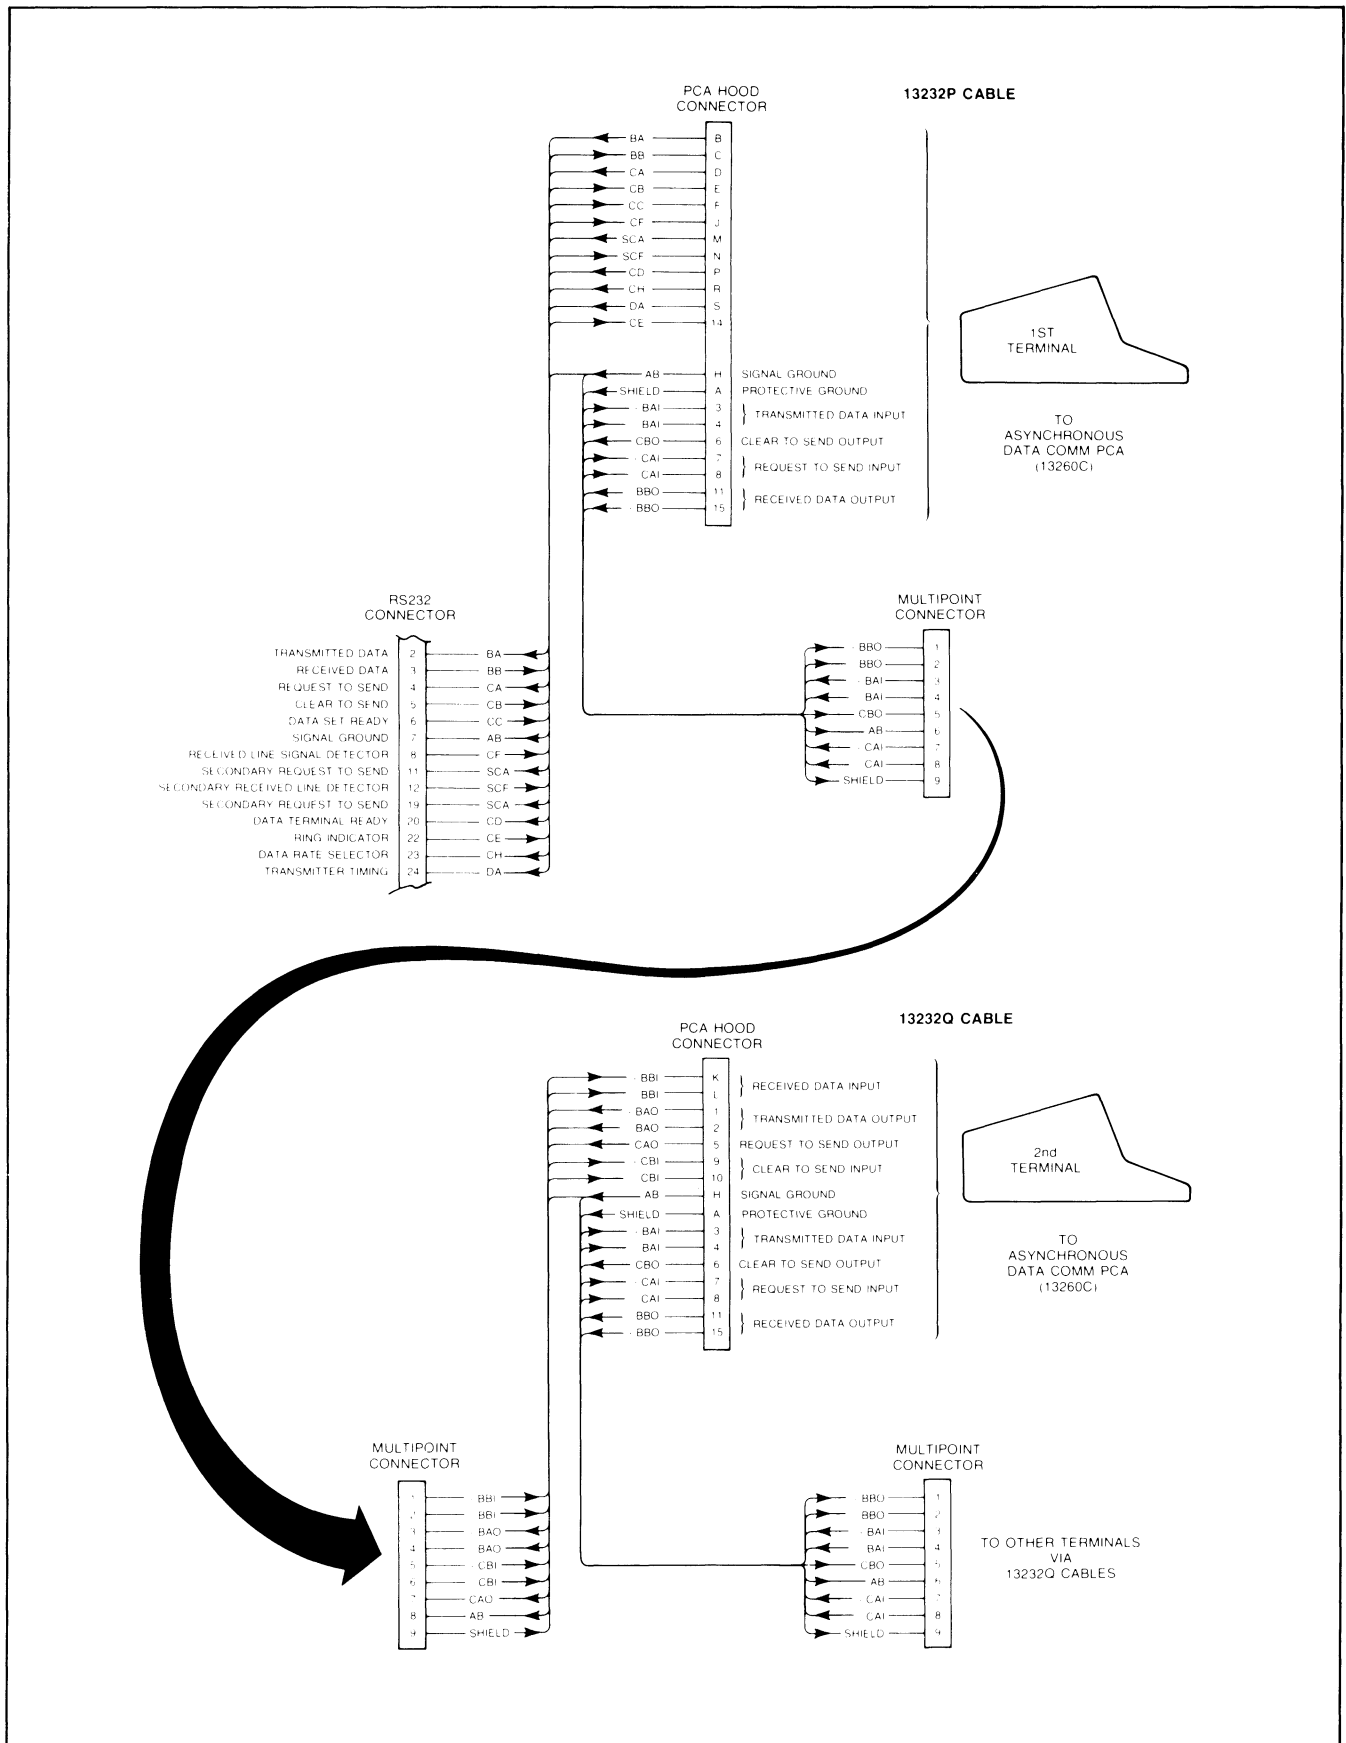 13232P CABLE
PCA HOOD
CONNECTOR
BA B
BB C
CA D
CB E
CC F
CF J
SCA M
SCF N
CD P
CH R
DA S
CE 14
AB H SIGNAL GROUND
SHIELD A PROTECTIVE GROUND
- BAI 3
BAI 4
} TRANSMITTED DATA INPUT
CBO 6 CLEAR TO SEND OUTPUT
- CAI 7
CAI 8
} REQUEST TO SEND INPUT
BBO 11
- BBO 15
} RECEIVED DATA OUTPUT
1ST
TERMINAL
TO
ASYNCHRONOUS
DATA COMM PCA
(13260C)
RS232
CONNECTOR
TRANSMITTED DATA 2 BA
RECEIVED DATA 3 BB
REQUEST TO SEND 4 CA
CLEAR TO SEND 5 CB
DATA SET READY 6 CC
SIGNAL GROUND 7 AB
RECEIVED LINE SIGNAL DETECTOR 8 CF
SECONDARY REQUEST TO SEND 11 SCA
SECONDARY RECEIVED LINE DETECTOR 12 SCF
SECONDARY REQUEST TO SEND 19 SCA
DATA TERMINAL READY 20 CD
RING INDICATOR 22 CE
DATA RATE SELECTOR 23 CH
TRANSMITTER TIMING 24 DA
MULTIPOINT
CONNECTOR
- BBO 1
BBO 2
- BAI 3
BAI 4
CBO 5
AB 6
- CAI 7
CAI 8
SHIELD 9
13232Q CABLE
PCA HOOD
CONNECTOR
- BBI K
BBI L
} RECEIVED DATA INPUT
- BAO 1
BAO 2
} TRANSMITTED DATA OUTPUT
CAO 5 REQUEST TO SEND OUTPUT
- CBI 9
CBI 10
} CLEAR TO SEND INPUT
AB H SIGNAL GROUND
SHIELD A PROTECTIVE GROUND
- BAI 3
BAI 4
} TRANSMITTED DATA INPUT
CBO 6 CLEAR TO SEND OUTPUT
- CAI 7
CAI 8
} REQUEST TO SEND INPUT
BBO 11
- BBO 15
} RECEIVED DATA OUTPUT
2nd
TERMINAL
TO
ASYNCHRONOUS
DATA COMM PCA
(13260C)
MULTIPOINT
CONNECTOR
1 - BBI
2 BBI
3 - BAO
4 BAO
5 - CBI
6 CBI
7 CAO
8 AB
9 SHIELD
MULTIPOINT
CONNECTOR
- BBO 1
BBO 2
- BAI 3
BAI 4
CBO 5
AB 6
- CAI 7
CAI 8
SHIELD 9
TO OTHER TERMINALS
VIA
13232Q CABLES